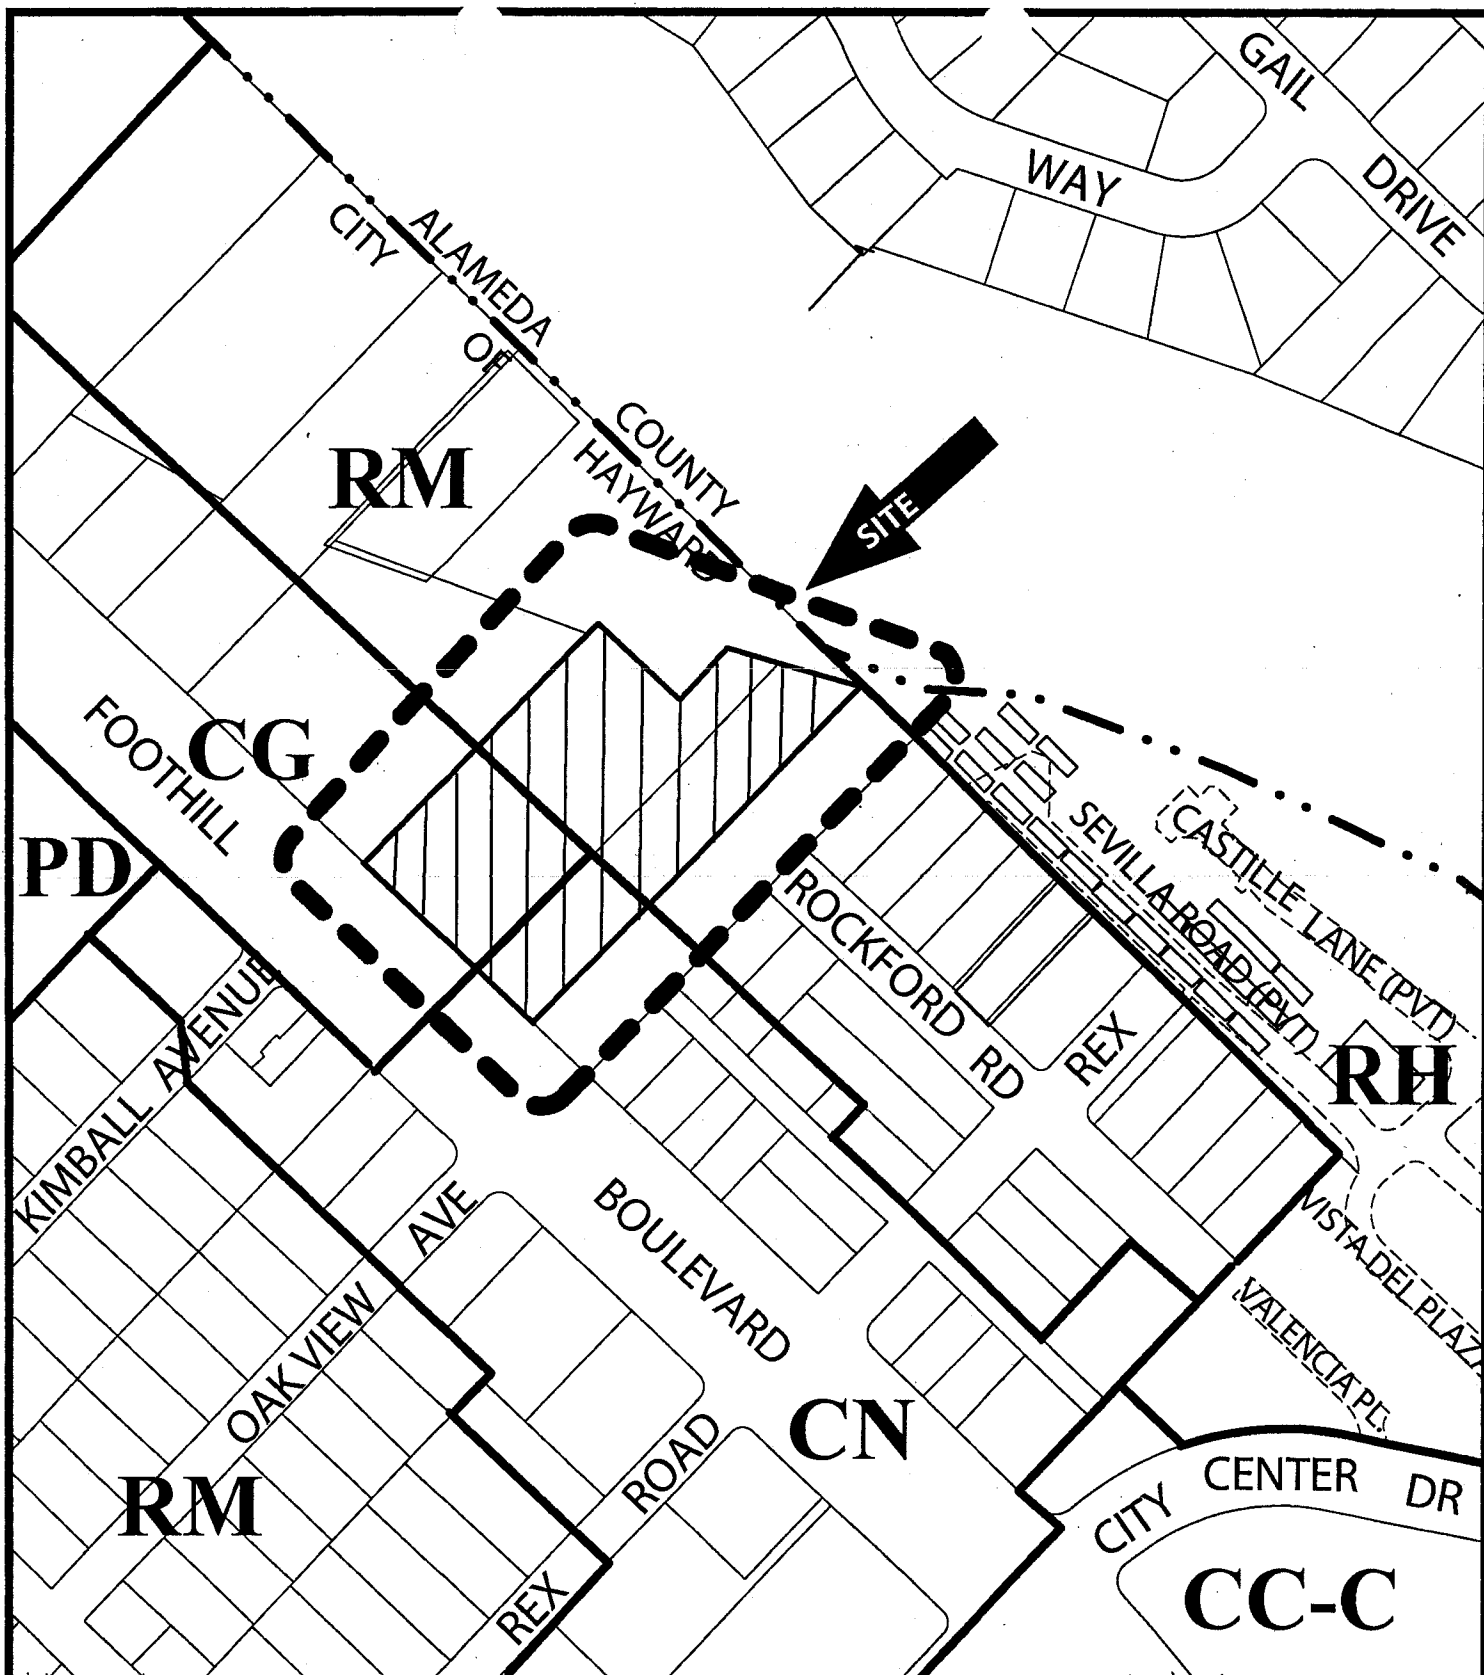 GAIL
DRIVE
WAY
ALAMEDA
CITY
OF
COUNTY
HAYWARD
RM
SITE
CG
FOOTHILL
PD
SEVILLA ROAD (PVT)
CASTILLE LANE (PVT)
ROCKFORD RD
REX
RH
KIMBALL AVENUE
VISTA DEL PLAZA
VALENCIA PL
BOULEVARD
OAKVIEW AVE
CN
ROAD
REX
RM
CITY CENTER DR
CC-C